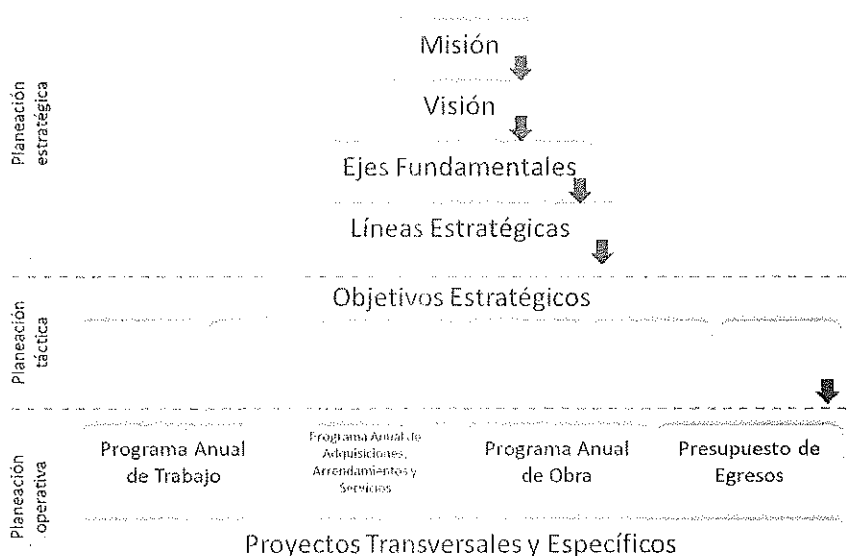 Planeación
estratégica
Misión
Visión
Ejes Fundamentales
Líneas Estratégicas
Planeación
táctica
Objetivos Estratégicos
Planeación
operativa
Programa Anual
de Trabajo
Programa Anual de
Adquisiciones,
Arrendamientos y
Servicios
Programa Anual
de Obra
Presupuesto de
Egresos
Proyectos Transversales y Específicos